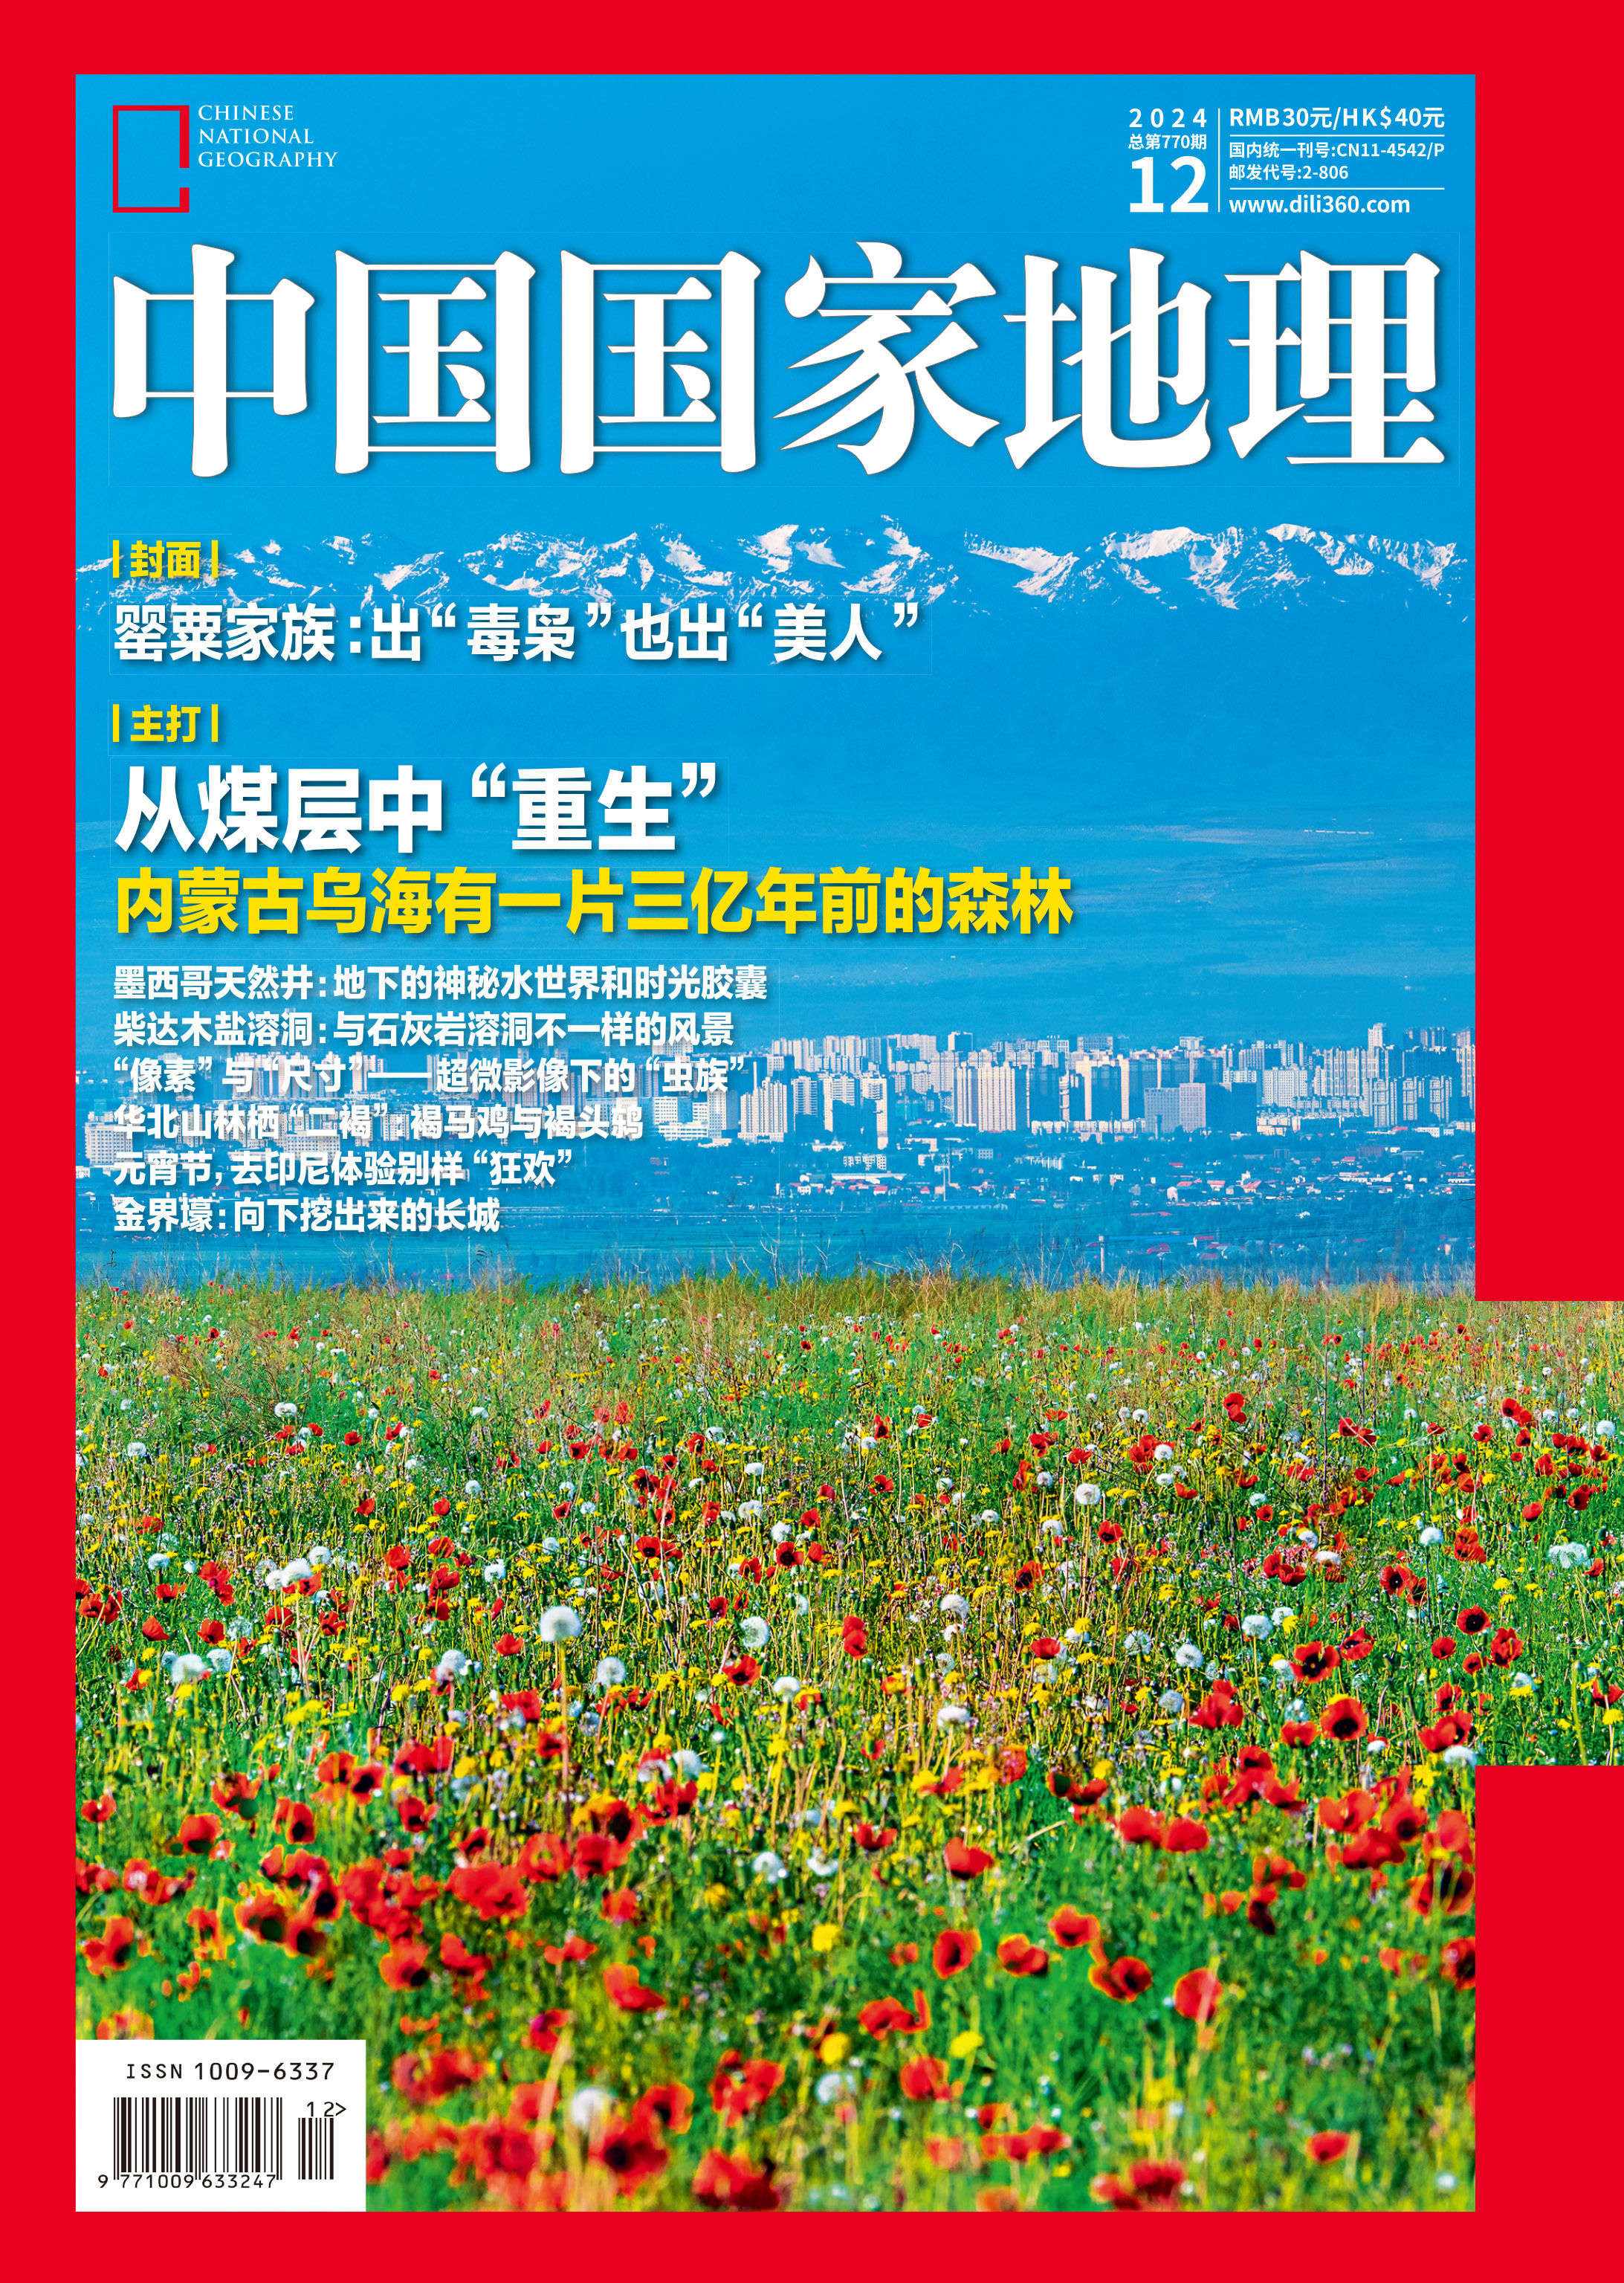 CHINESE
NATIONAL
GEOGRAPHY
2024
总第770期
12
RMB30元/HK$40元
国内统一刊号:CN11-4542/P
邮发代号:2-806
www.dili360.com
中国国家地理
封面
罂粟家族:出“毒枭”也出“美人”
主打
从煤层中“重生”
内蒙古乌海有一片三亿年前的森林
墨西哥天然井:地下的神秘水世界和时光胶囊
柴达木盐溶洞:与石灰岩溶洞不一样的风景
“像素”与“尺寸”——超微影像下的“虫族”
华北山林栖“二褐”:褐马鸡与褐头鸫
元宵节,去印尼体验别样“狂欢”
金界壕:向下挖出来的长城
ISSN 1009-6337
12>
9 771009 633247